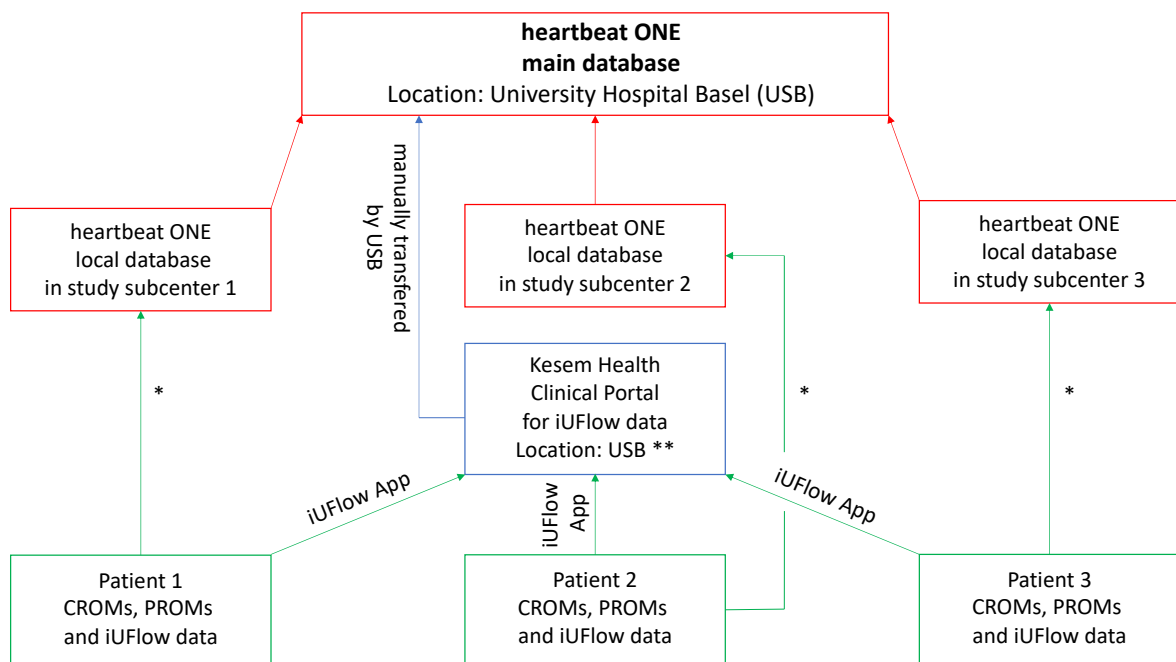 heartbeat ONE
main database
Location: University Hospital Basel (USB)
manually transfered
by USB
heartbeat ONE
local database
in study subcenter 1
heartbeat ONE
local database
in study subcenter 2
heartbeat ONE
local database
in study subcenter 3
*
Kesem Health
Clinical Portal
for iUFlow data
Location: USB **
*
*
iUFlow App
iUFlow
App
iUFlow App
Patient 1
CROMs, PROMs
and iUFlow data
Patient 2
CROMs, PROMs
and iUFlow data
Patient 3
CROMs, PROMs
and iUFlow data